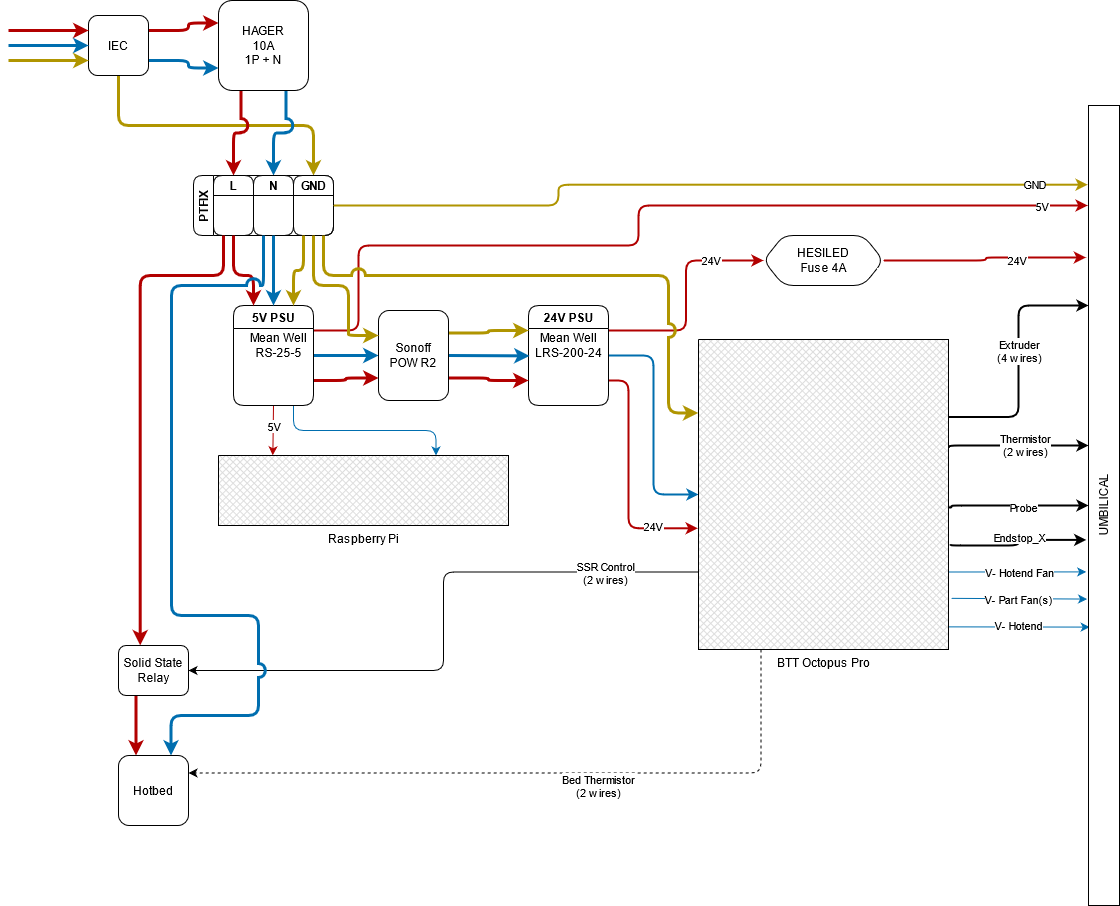 IEC
HAGER
10A
1P + N
PTFIX
L
N
GND
GND
5V
24V
HESILED
Fuse 4A
24V
5V PSU
Mean Well
RS-25-5
Sonoff
POW R2
24V PSU
Mean Well
LRS-200-24
Extruder
(4 wires)
5V
Thermistor
(2 wires)
Raspberry Pi
24V
Probe
Endstop_X
UMBILICAL
SSR Control
(2 wires)
V- Hotend Fan
V- Part Fan(s)
V- Hotend
BTT Octopus Pro
Solid State
Relay
Hotbed
Bed Thermistor
(2 wires)